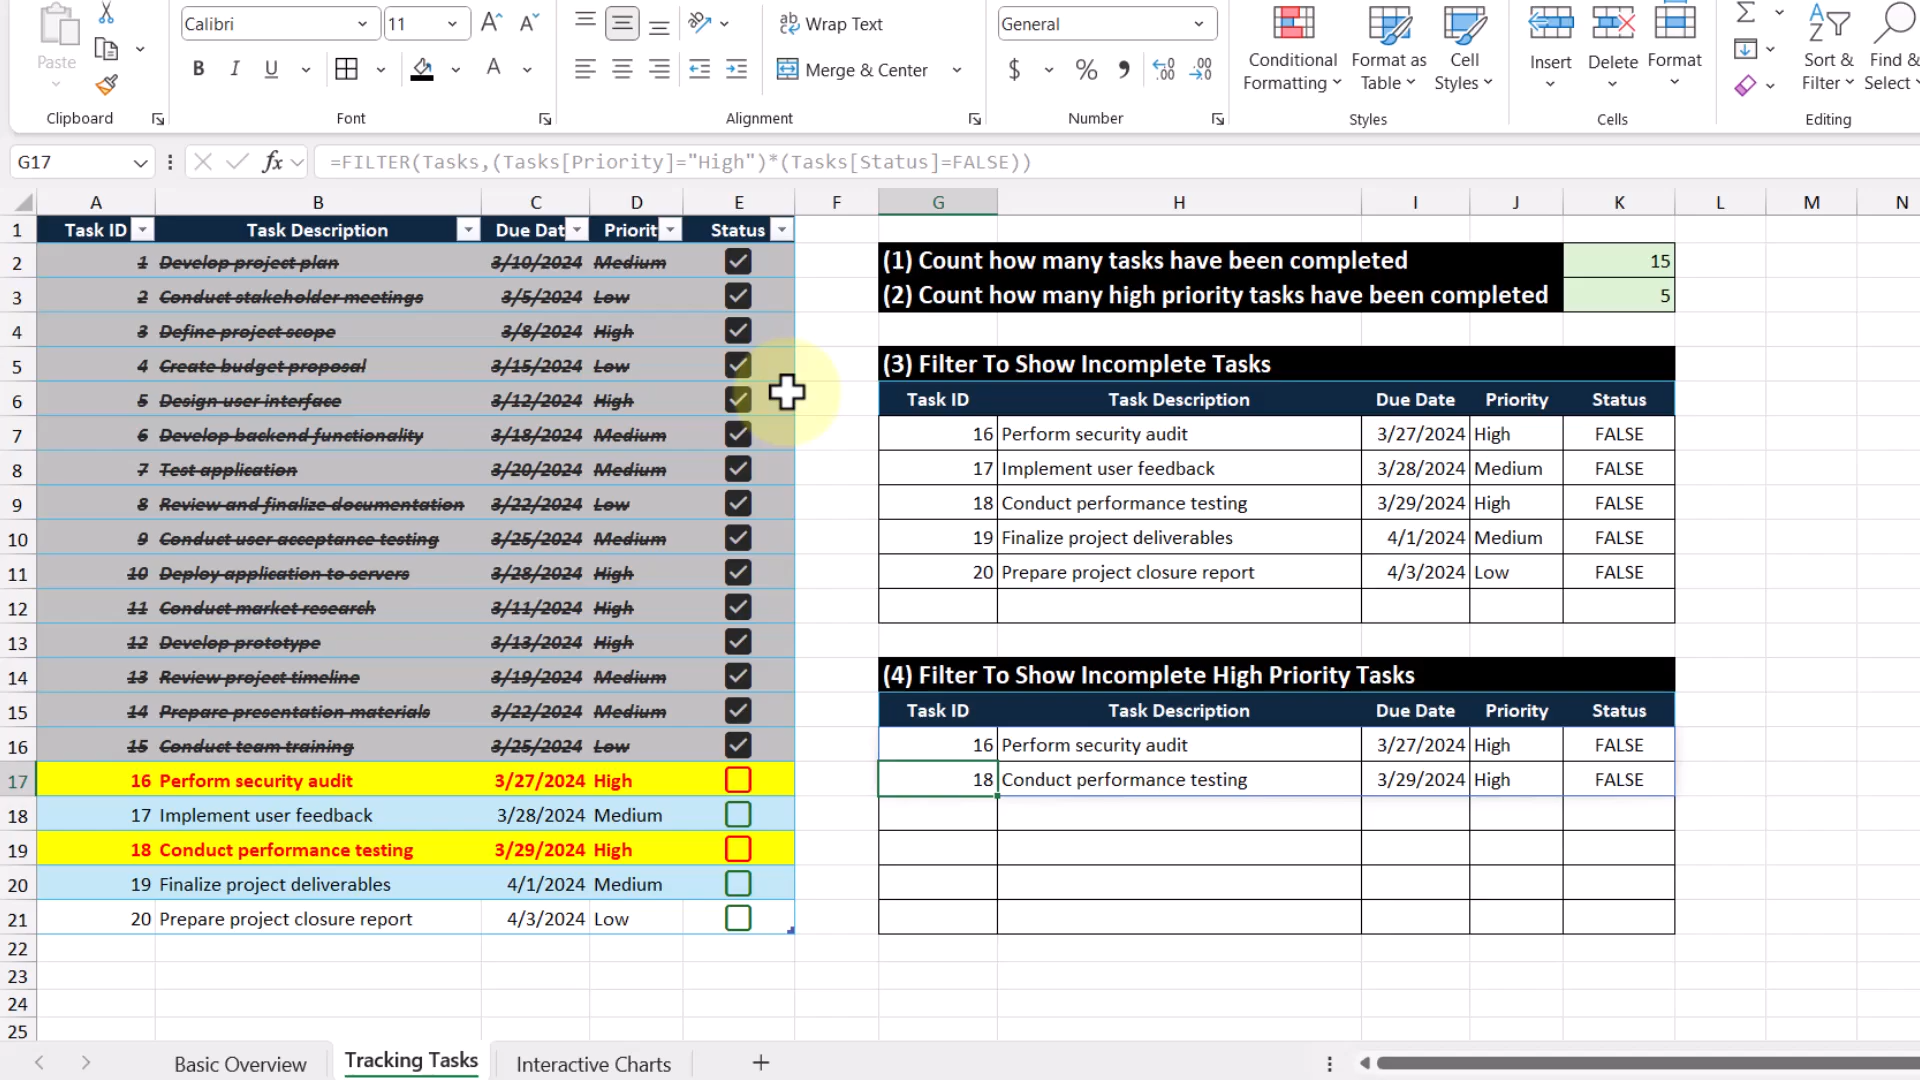 Calibri 11 A^ Aˇ ab Wrap Text General Σ A Z
Paste Conditional Format as Cell Insert Delete Format Sort & Find &
B I U A Merge & Center $ % , Formatting Table Styles Filter Select
Clipboard Font Alignment Number Styles Cells Editing
G17 fx =FILTER(Tasks,(Tasks[Priority]="High")*(Tasks[Status]=FALSE))
A B C D E F G H I J K L M N
1 Task ID Task Description Due Dat Priorit Status
2 1 Develop project plan 3/10/2024 Medium (1) Count how many tasks have been completed 15
3 2 Conduct stakeholder meetings 3/5/2024 Low (2) Count how many high priority tasks have been completed 5
4 3 Define project scope 3/8/2024 High
5 4 Create budget proposal 3/15/2024 Low (3) Filter To Show Incomplete Tasks
6 5 Design user interface 3/12/2024 High Task ID Task Description Due Date Priority Status
7 6 Develop backend functionality 3/18/2024 Medium 16 Perform security audit 3/27/2024 High FALSE
8 7 Test application 3/20/2024 Medium 17 Implement user feedback 3/28/2024 Medium FALSE
9 8 Review and finalize documentation 3/22/2024 Low 18 Conduct performance testing 3/29/2024 High FALSE
10 9 Conduct user acceptance testing 3/25/2024 Medium 19 Finalize project deliverables 4/1/2024 Medium FALSE
11 10 Deploy application to servers 3/28/2024 High 20 Prepare project closure report 4/3/2024 Low FALSE
12 11 Conduct market research 3/11/2024 High
13 12 Develop prototype 3/13/2024 High
14 13 Review project timeline 3/19/2024 Medium (4) Filter To Show Incomplete High Priority Tasks
15 14 Prepare presentation materials 3/22/2024 Medium Task ID Task Description Due Date Priority Status
16 15 Conduct team training 3/25/2024 Low 16 Perform security audit 3/27/2024 High FALSE
17 16 Perform security audit 3/27/2024 High 18 Conduct performance testing 3/29/2024 High FALSE
18 17 Implement user feedback 3/28/2024 Medium
19 18 Conduct performance testing 3/29/2024 High
20 19 Finalize project deliverables 4/1/2024 Medium
21 20 Prepare project closure report 4/3/2024 Low
22
23
24
25
Basic Overview Tracking Tasks Interactive Charts +